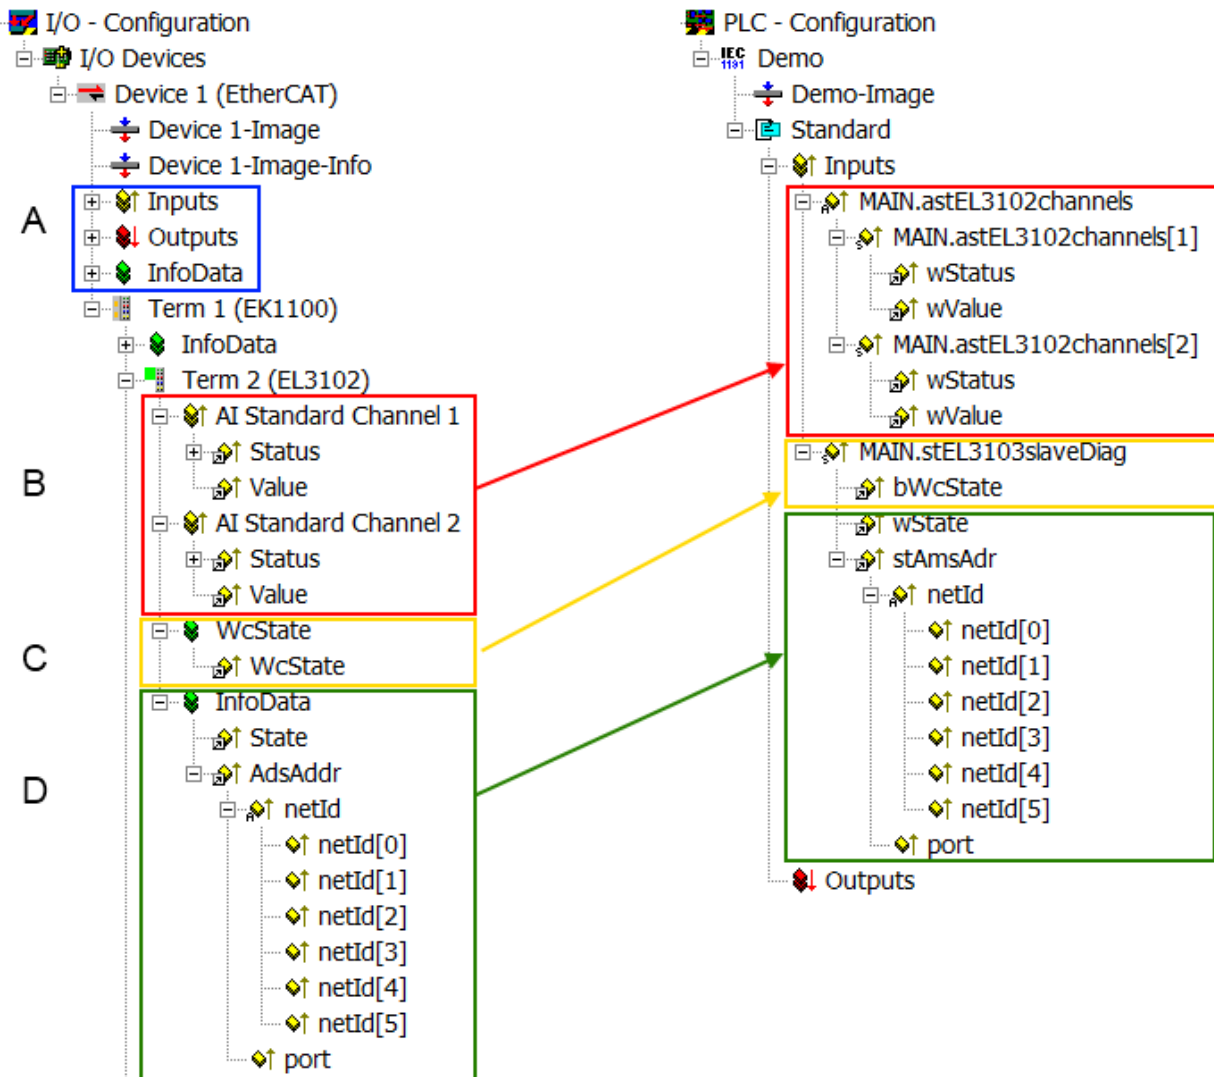 I/O - Configuration
I/O Devices
Device 1 (EtherCAT)
Device 1-Image
Device 1-Image-Info
A
Inputs
Outputs
InfoData
Term 1 (EK1100)
InfoData
Term 2 (EL3102)
B
AI Standard Channel 1
Status
Value
AI Standard Channel 2
Status
Value
C
WcState
WcState
D
InfoData
State
AdsAddr
netId
netId[0]
netId[1]
netId[2]
netId[3]
netId[4]
netId[5]
port
PLC - Configuration
IEC
1131
Demo
Demo-Image
Standard
Inputs
MAIN.astEL3102channels
MAIN.astEL3102channels[1]
wStatus
wValue
MAIN.astEL3102channels[2]
wStatus
wValue
MAIN.stEL3103slaveDiag
bWcState
wState
stAmsAdr
netId
netId[0]
netId[1]
netId[2]
netId[3]
netId[4]
netId[5]
port
Outputs